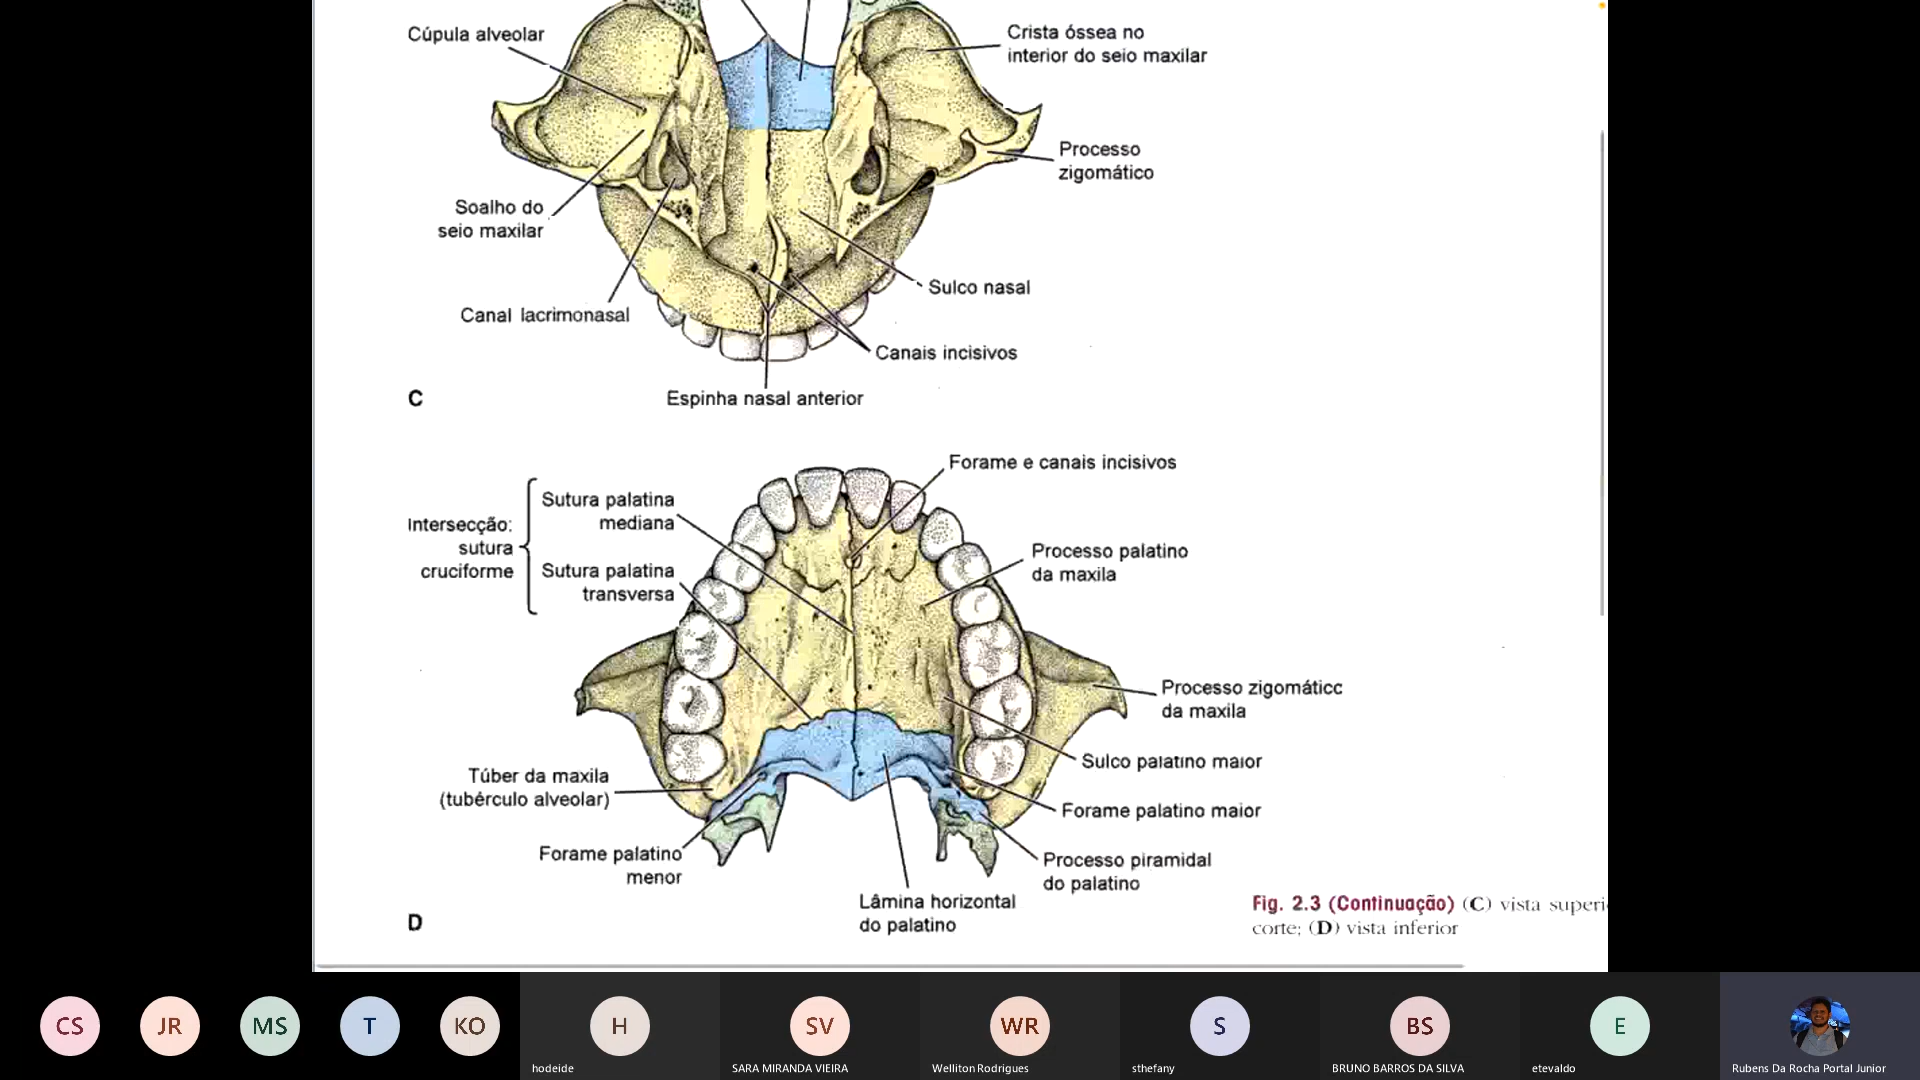 Cúpula alveolar
Crista óssea no
interior do seio maxilar
Processo
zigomático
Soalho do
seio maxilar
Sulco nasal
Canal lacrimonasal
Canais incisivos
C
Espinha nasal anterior
Forame e canais incisivos
Intersecção:
sutura
cruciforme
Sutura palatina
mediana
Sutura palatina
transversa
Processo palatino
da maxila
Processo zigomático
da maxila
Sulco palatino maior
Túber da maxila
(tubérculo alveolar)
Forame palatino maior
Forame palatino
menor
Processo piramidal
do palatino
Lâmina horizontal
do palatino
D
Fig. 2.3 (Continuação) (C) vista superi
corte; (D) vista inferior
CS
JR
MS
T
KO
H
hodeide
SV
SARA MIRANDA VIEIRA
WR
Welliton Rodrigues
S
sthefany
BS
BRUNO BARROS DA SILVA
E
etevaldo
Rubens Da Rocha Portal Junior